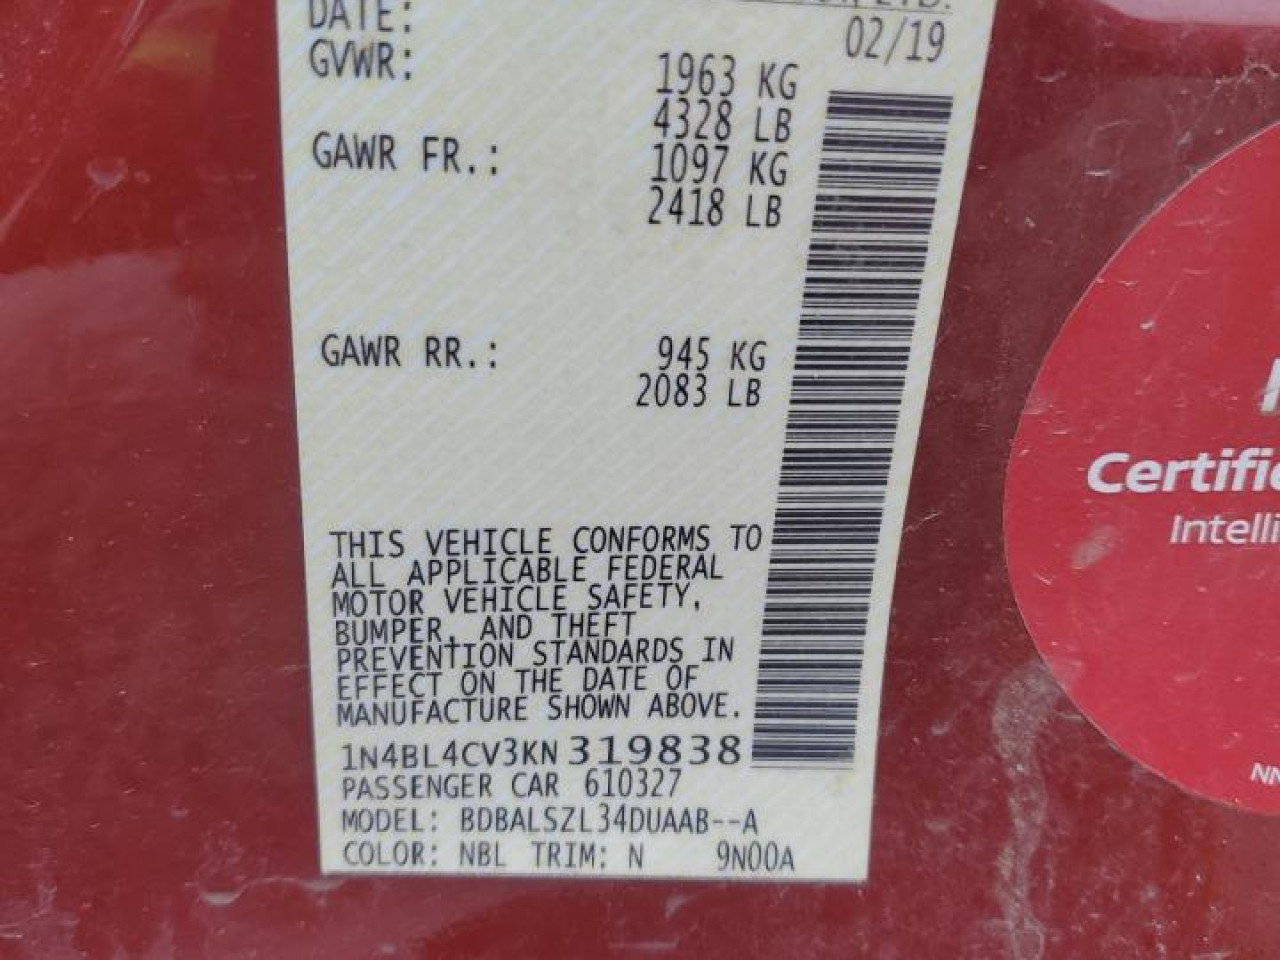 DATE:
02/19
GVWR:
1963 KG
4328 LB
GAWR FR.:
1097 KG
2418 LB
GAWR RR.:
945 KG
2083 LB
THIS VEHICLE CONFORMS TO
ALL APPLICABLE FEDERAL
MOTOR VEHICLE SAFETY,
BUMPER, AND THEFT
PREVENTION STANDARDS IN
EFFECT ON THE DATE OF
MANUFACTURE SHOWN ABOVE.
1N4BL4CV3KN319838
PASSENGER CAR 610327
MODEL: BDBALSZL34DUAAB--A
COLOR: NBL TRIM: N 9N00A
Certifie
Intelli
NN